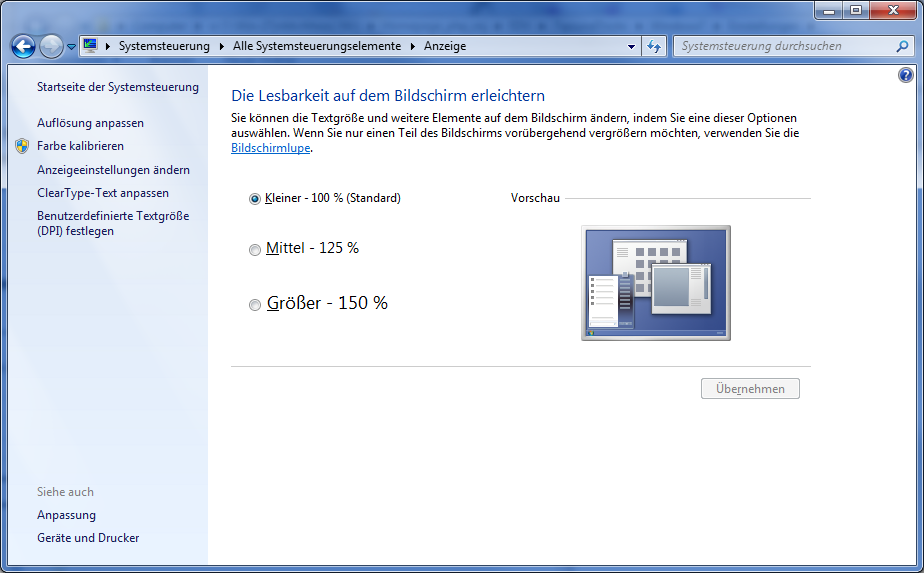 Systemsteuerung Alle Systemsteuerungselemente Anzeige
Systemsteuerung durchsuchen
Startseite der Systemsteuerung
Auflösung anpassen
Farbe kalibrieren
Anzeigeeinstellungen ändern
ClearType-Text anpassen
Benutzerdefinierte Textgröße
(DPI) festlegen
Siehe auch
Anpassung
Geräte und Drucker
Die Lesbarkeit auf dem Bildschirm erleichtern
Sie können die Textgröße und weitere Elemente auf dem Bildschirm ändern, indem Sie eine dieser Optionen
auswählen. Wenn Sie nur einen Teil des Bildschirms vorübergehend vergrößern möchten, verwenden Sie die
Bildschirmlupe.
Kleiner - 100 % (Standard)
Mittel - 125 %
Größer - 150 %
Vorschau
Übernehmen